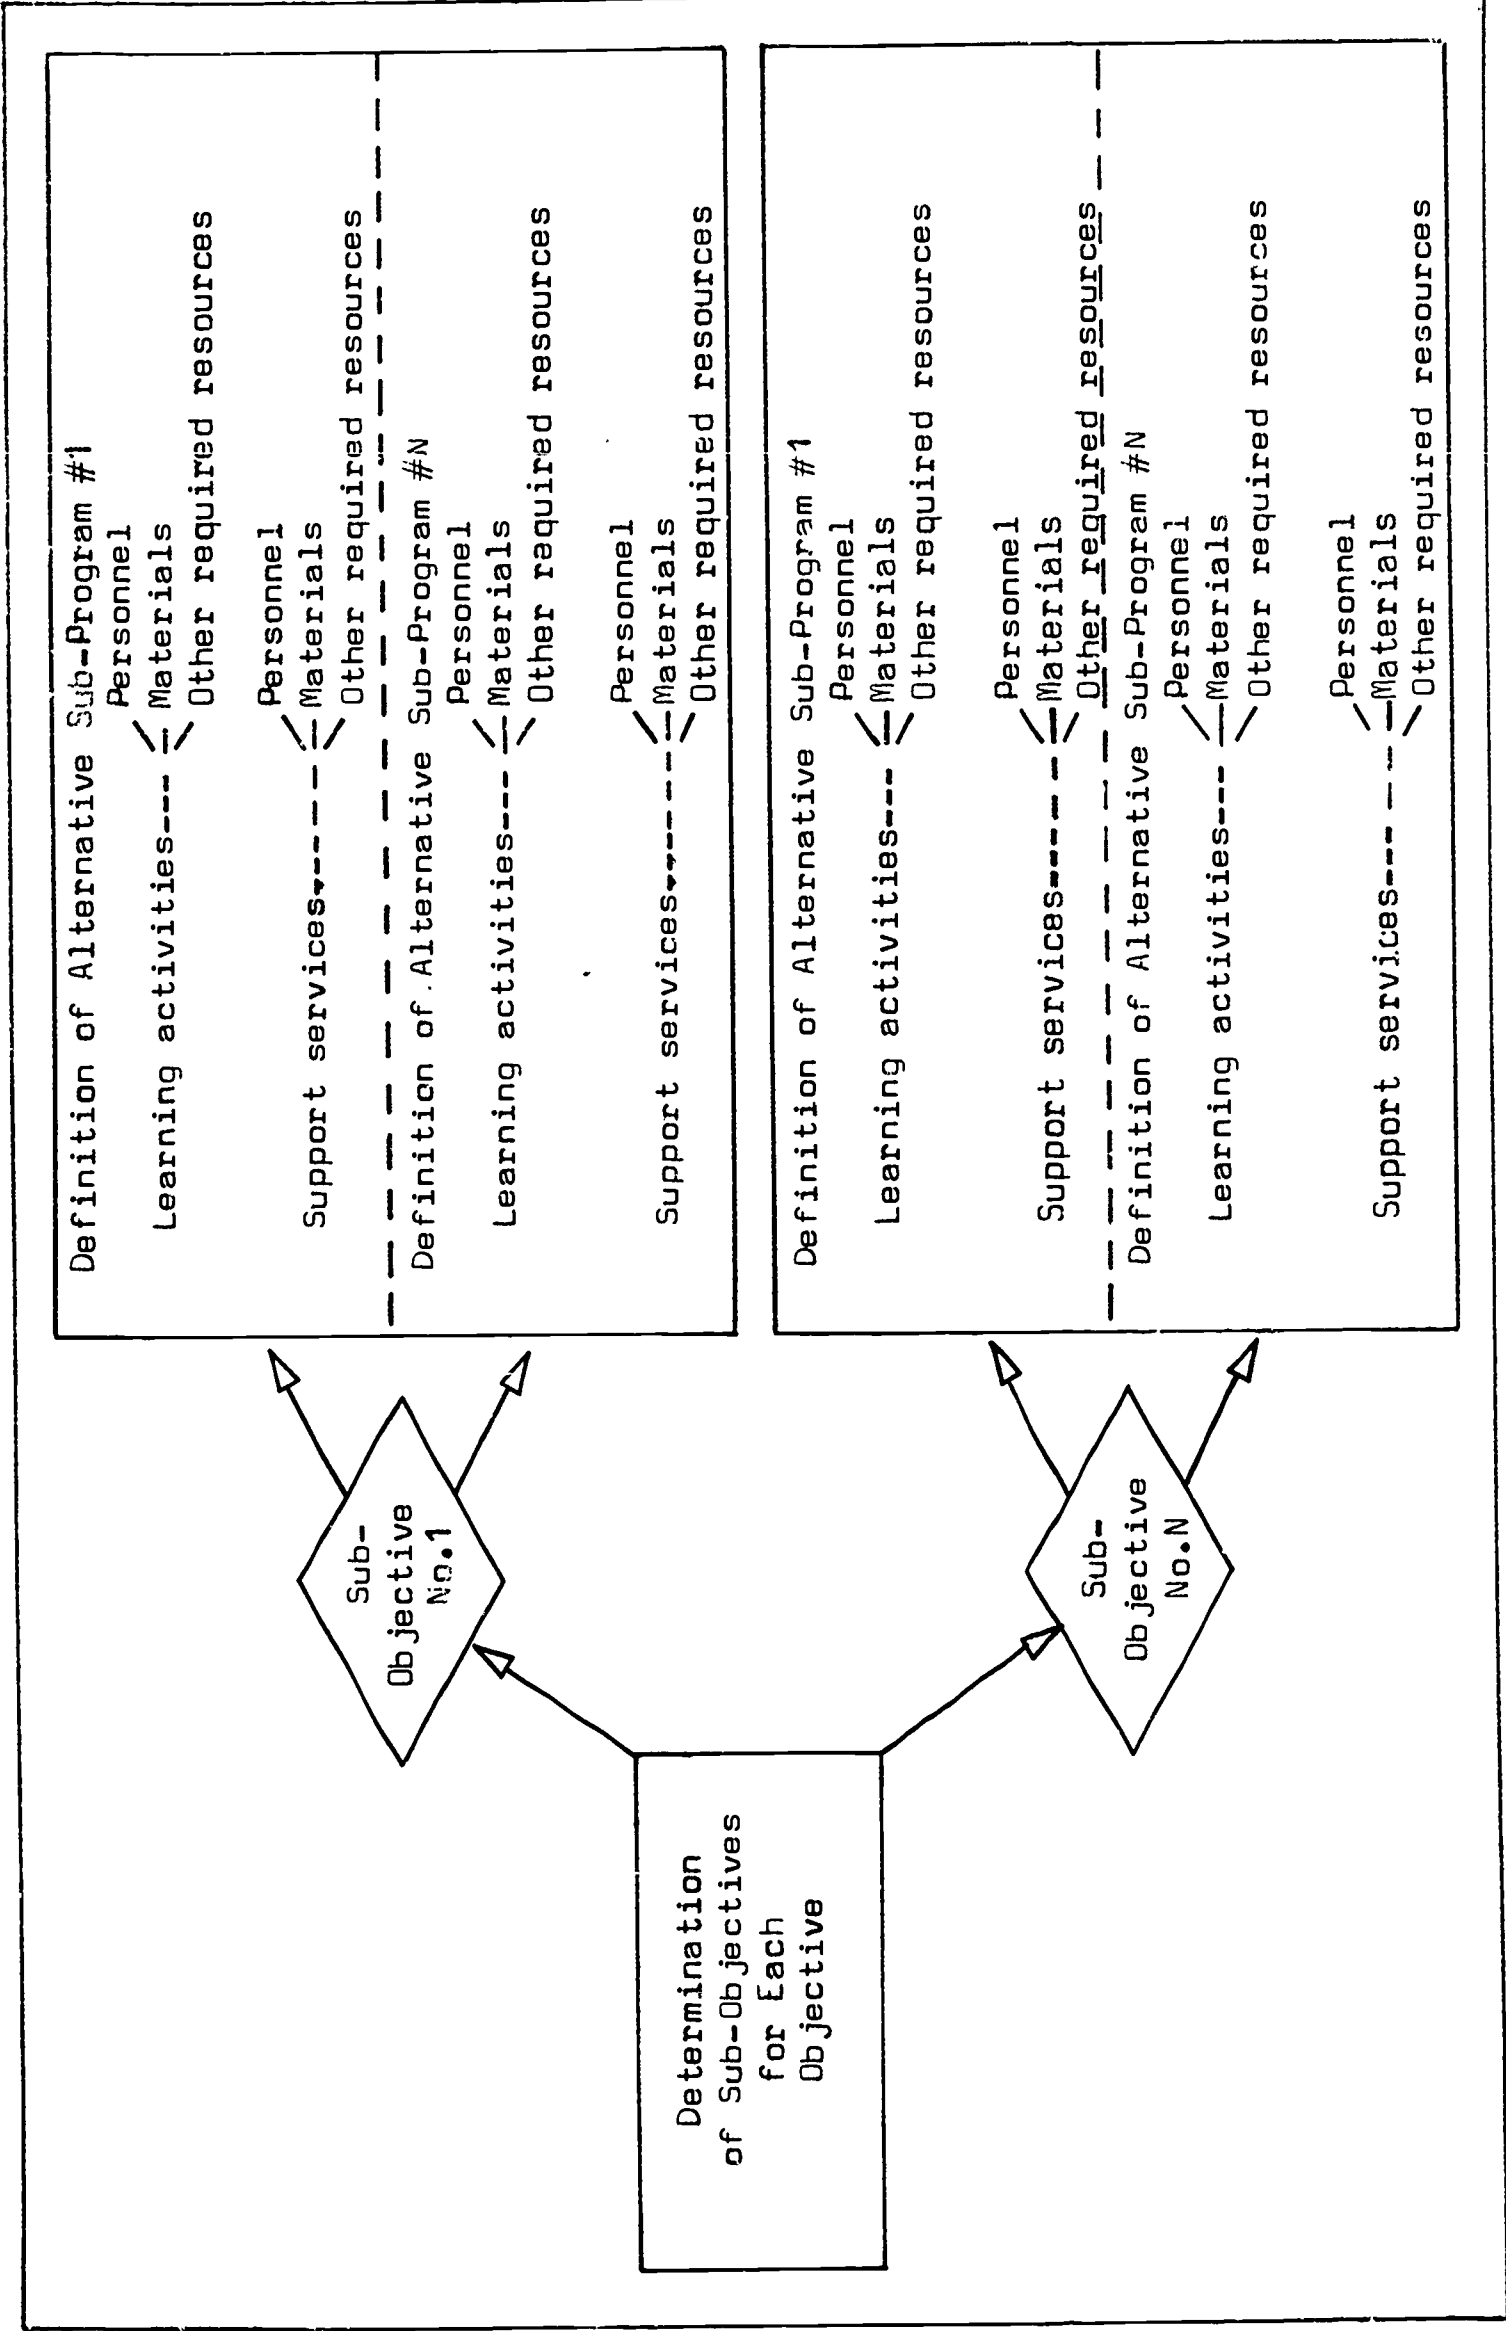 Determination
of Sub-Objectives
for Each
Objective
Sub-
Objective
No.1
Sub-
Objective
No.N
Definition of Alternative Sub-Program #1
Personnel
Learning activities--- Materials
Other required resources
Personnel
Support services----- Materials
Other required resources
Definition of Alternative Sub-Program #N
Personnel
Learning activities--- Materials
Other required resources
Personnel
Support services------ Materials
Other required resources
Definition of Alternative Sub-Program #1
Personnel
Learning activities--- Materials
Other required resources
Personnel
Support services----- Materials
Other required resources
Definition of Alternative Sub-Program #N
Personnel
Learning activities--- Materials
Other required resources
Personnel
Support services----- Materials
Other required resources